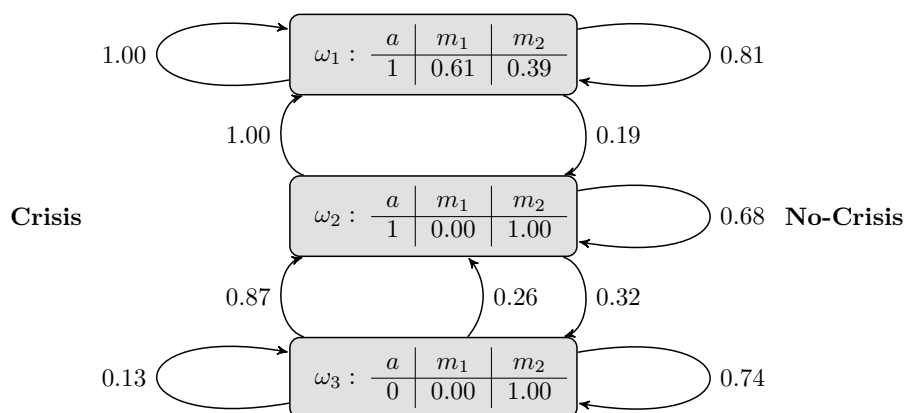 ω₁ : a m₁ m₂
1 0.61 0.39
1.00
0.81
1.00
0.19
Crisis
ω₂ : a m₁ m₂
1 0.00 1.00
0.68
No-Crisis
0.87
0.26
0.32
ω₃ : a m₁ m₂
0 0.00 1.00
0.13
0.74